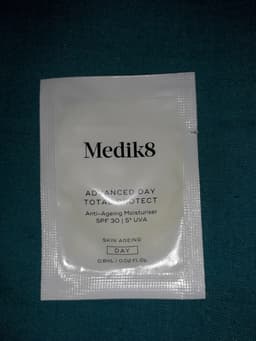 Medik8
ADVANCED DAY
TOTAL PROTECT
Anti-Ageing Moisturiser
SPF 30 | 5* UVA
SKIN AGEING
DAY
0.8mL / 0.02 Fl.Oz.